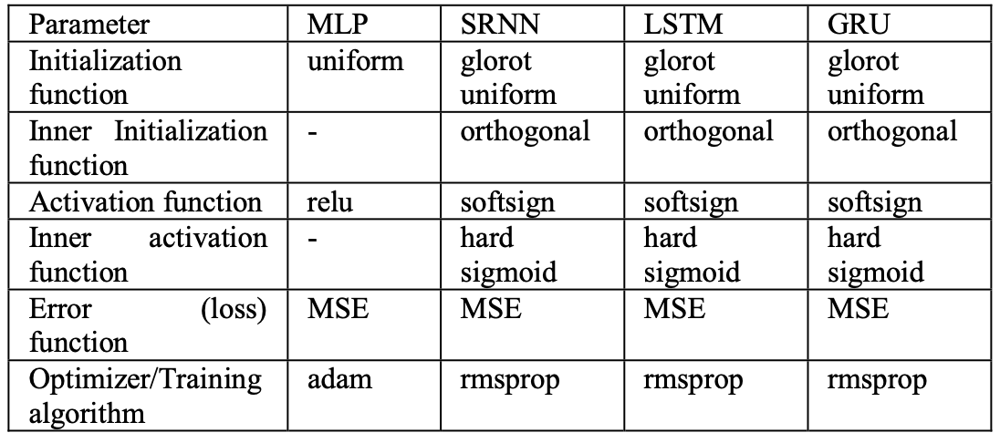 Parameter MLP SRNN LSTM GRU
Initialization function uniform glorot uniform glorot uniform glorot uniform
Inner Initialization function - orthogonal orthogonal orthogonal
Activation function relu softsign softsign softsign
Inner activation function - hard sigmoid hard sigmoid hard sigmoid
Error (loss) function MSE MSE MSE MSE
Optimizer/Training algorithm adam rmsprop rmsprop rmsprop